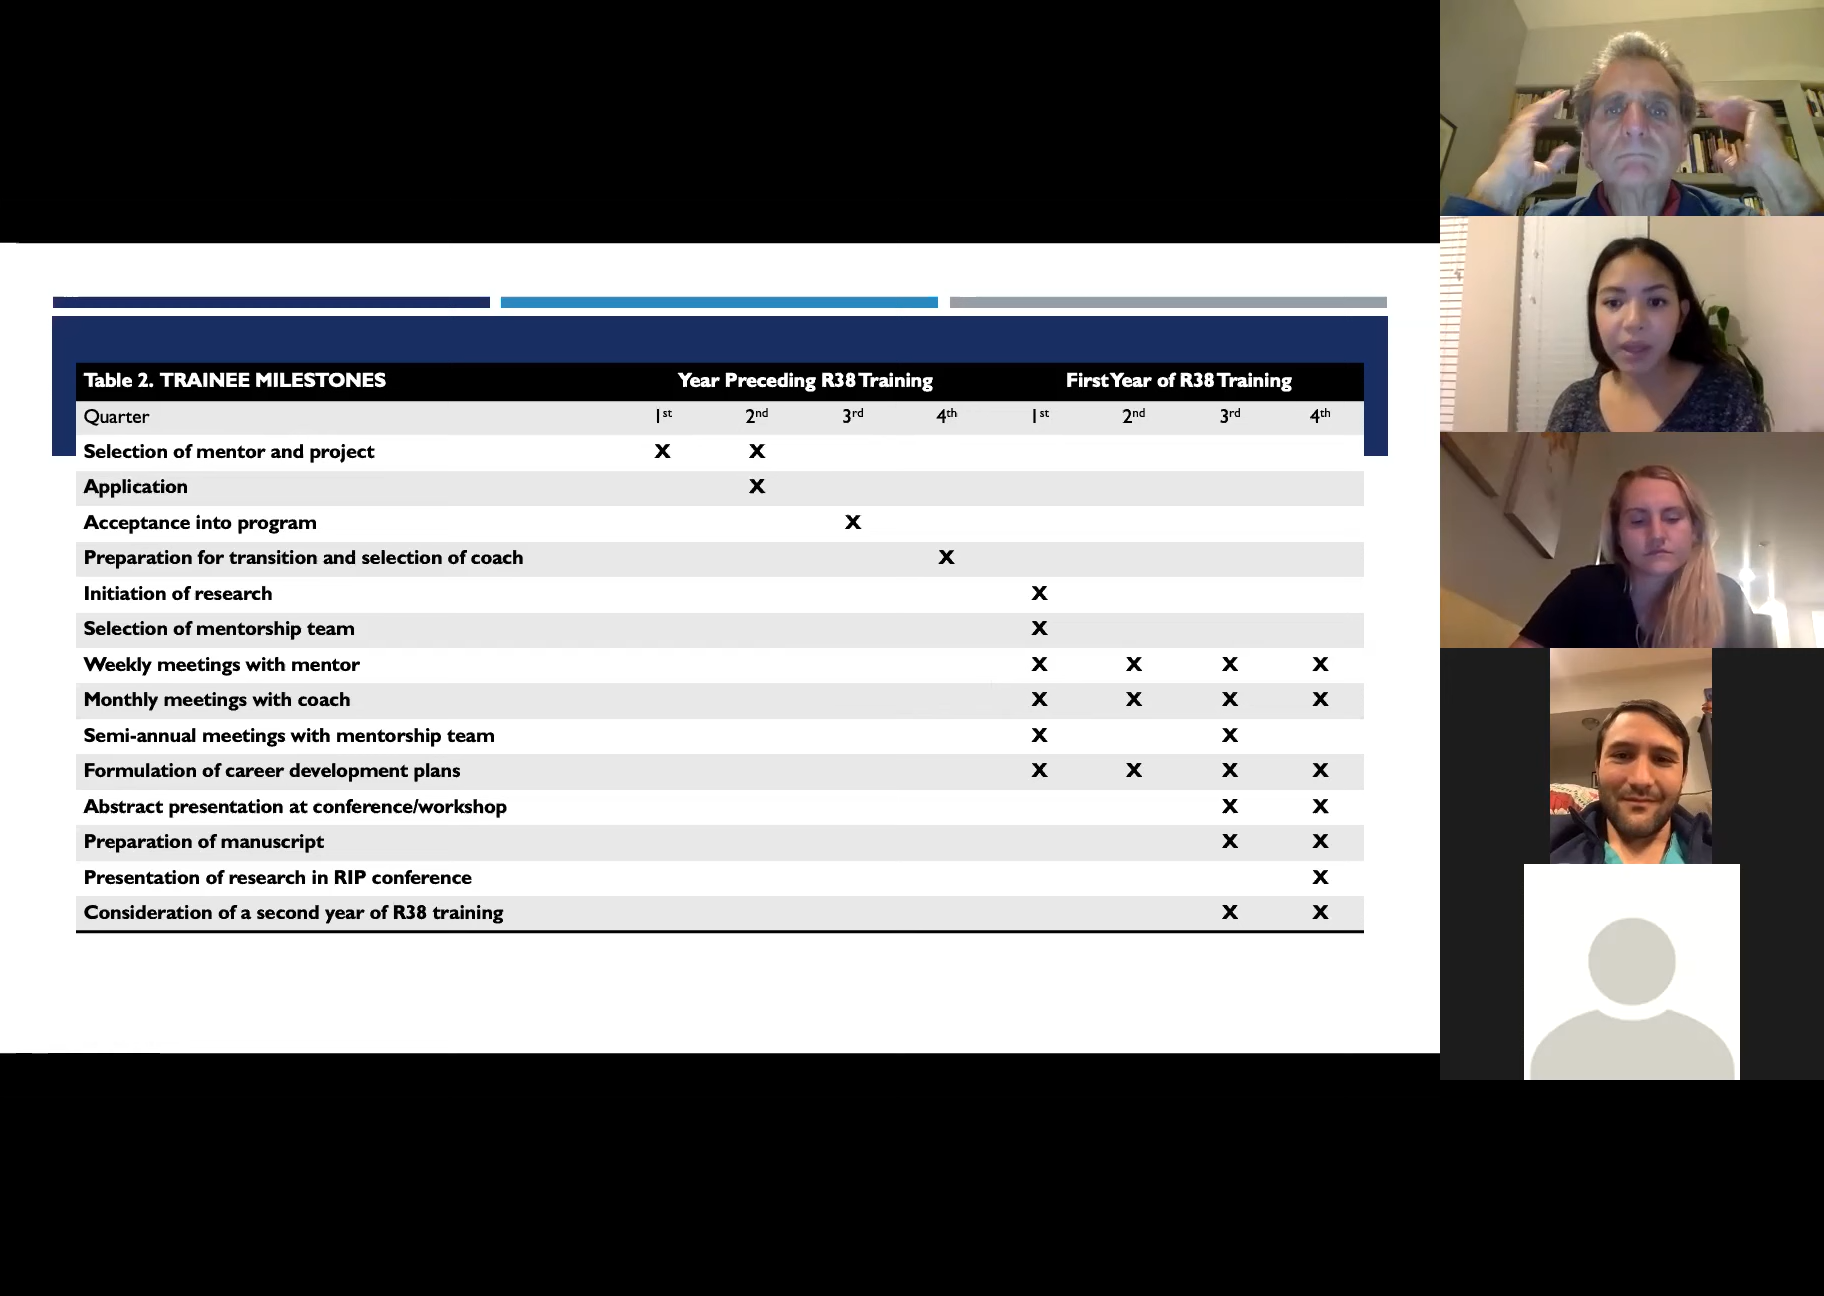 Table 2. TRAINEE MILESTONES Year Preceding R38 Training First Year of R38 Training
Quarter 1st 2nd 3rd 4th 1st 2nd 3rd 4th
Selection of mentor and project X X
Application X
Acceptance into program X
Preparation for transition and selection of coach X
Initiation of research X
Selection of mentorship team X
Weekly meetings with mentor X X X X
Monthly meetings with coach X X X X
Semi-annual meetings with mentorship team X X
Formulation of career development plans X X X X
Abstract presentation at conference/workshop X X
Preparation of manuscript X X
Presentation of research in RIP conference X
Consideration of a second year of R38 training X X